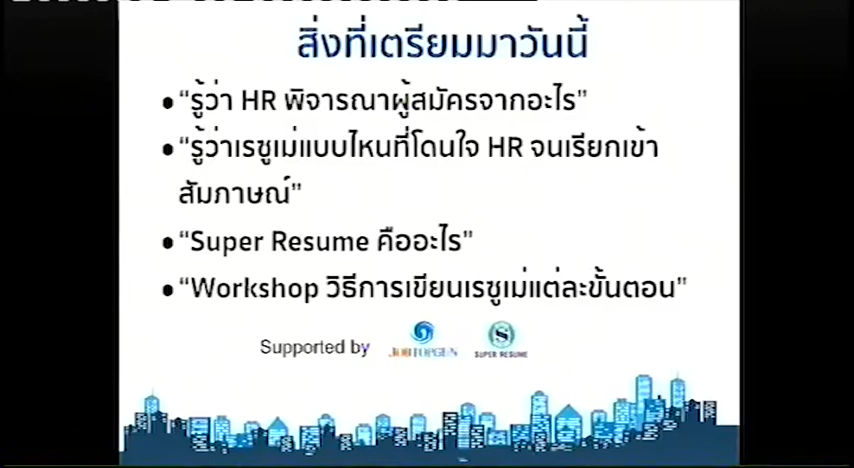 สิ่งที่เตรียมมาวันนี้
• “รู้ว่า HR พิจารณาผู้สมัครจากอะไร”
• “รู้ว่าเรซูเม่แบบไหนที่โดนใจ HR จนเรียกเข้า
สัมภาษณ์”
• “Super Resume คืออะไร”
• “Workshop วิธีการเขียนเรซูเม่แต่ละขั้นตอน”
Supported by JOBTOPGUN SUPER RESUME